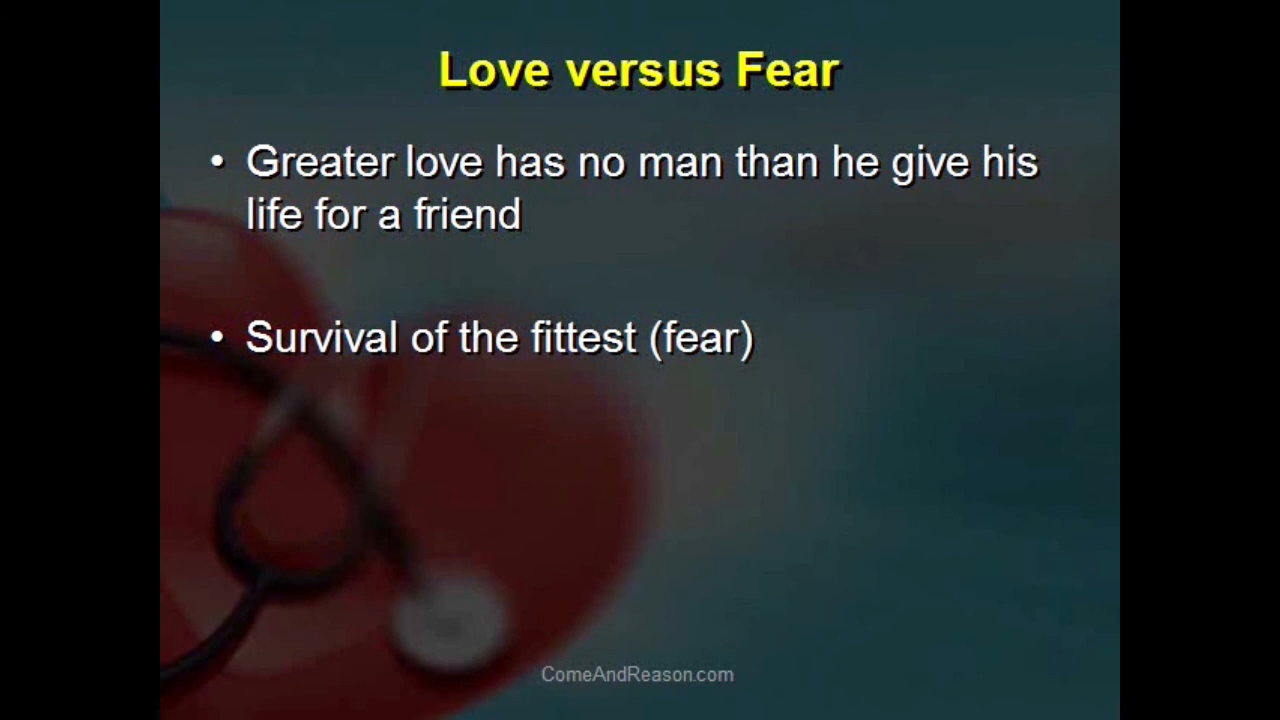 Love versus Fear
• Greater love has no man than he give his
life for a friend
• Survival of the fittest (fear)
ComeAndReason.com